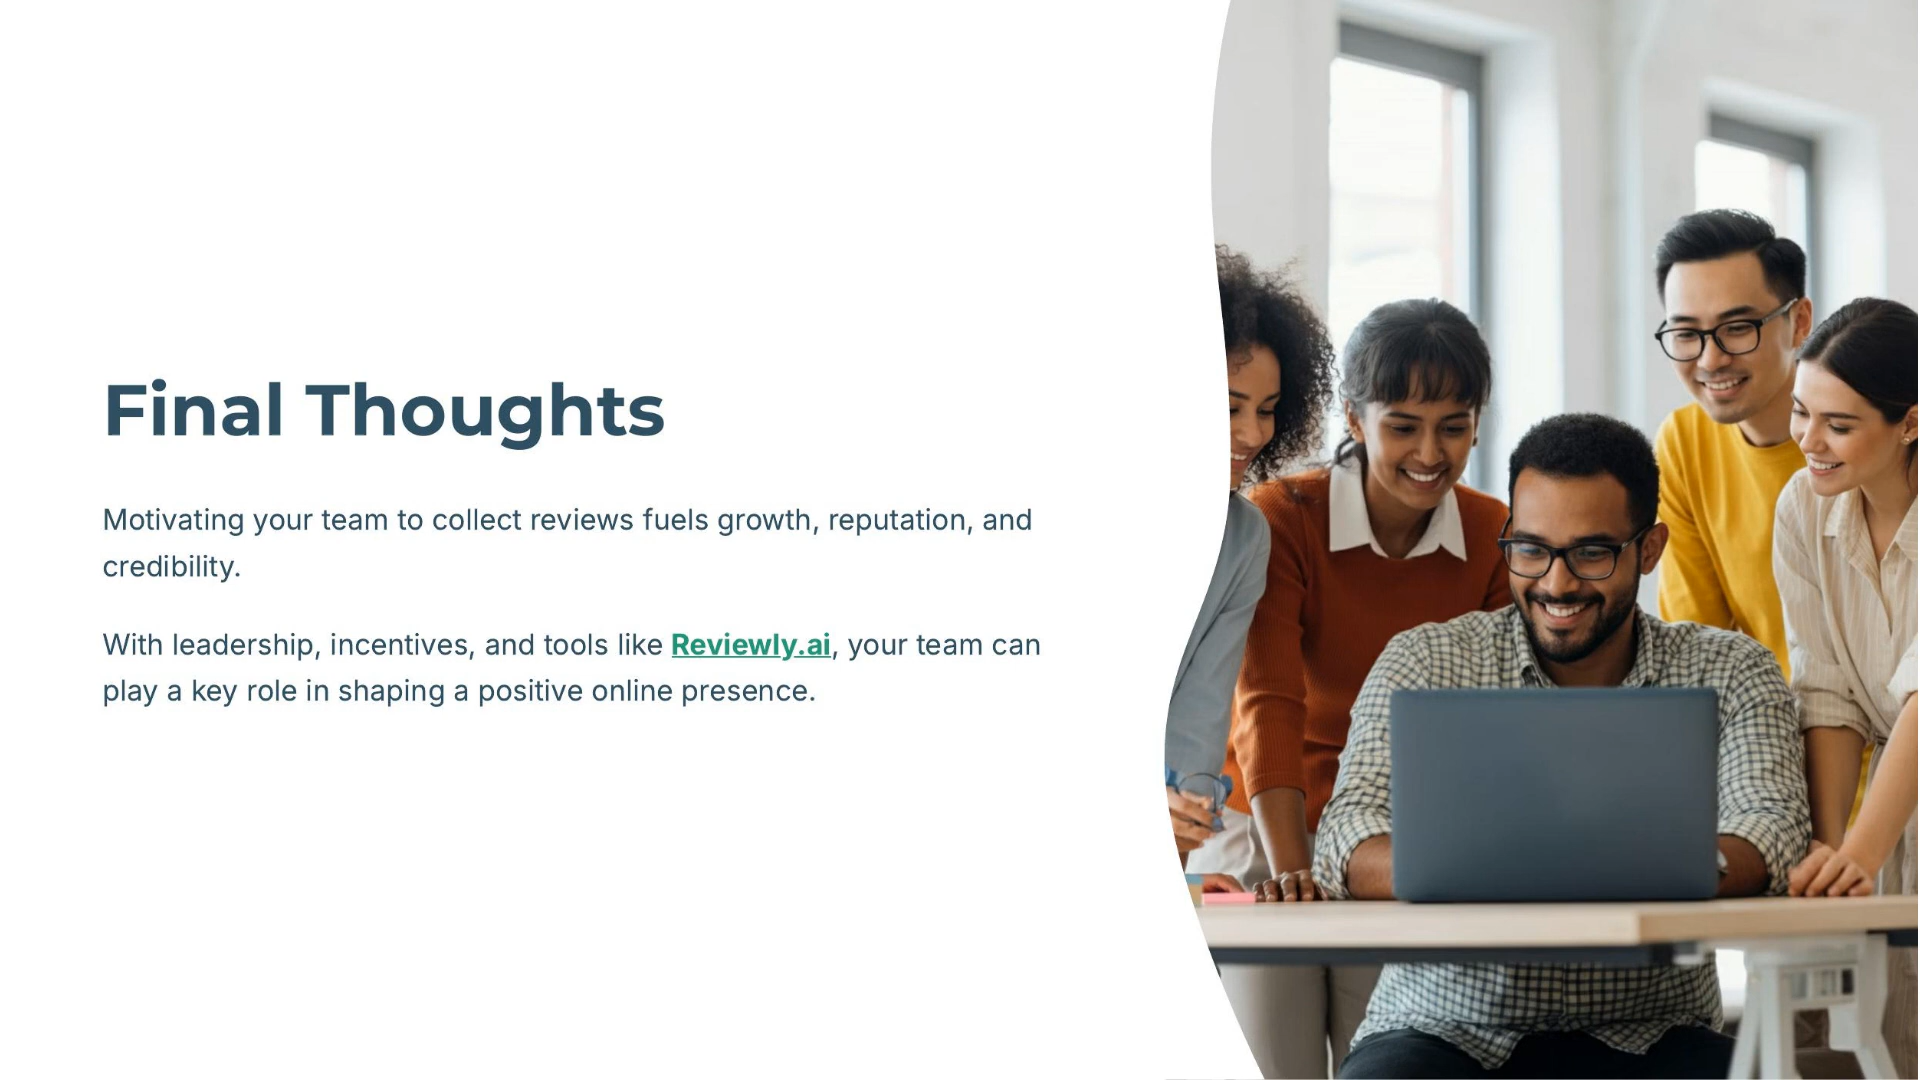 Final Thoughts
Motivating your team to collect reviews fuels growth, reputation, and
credibility.
With leadership, incentives, and tools like Reviewly.ai, your team can
play a key role in shaping a positive online presence.